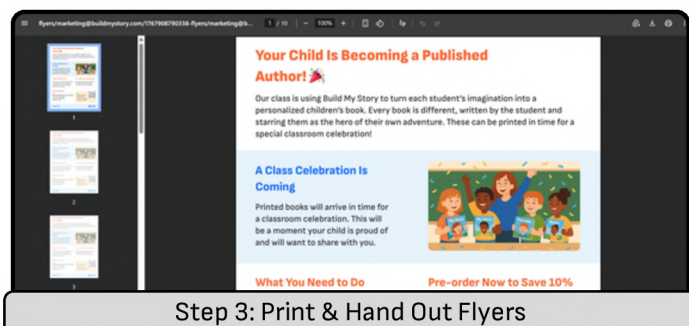 flyers/marketing@buildmystory.com/1767908790338-flyers/marketing@b...
1 / 10
100%
Your Child Is Becoming a Published
Author!🎉
Our class is using Build My Story to turn each student's imagination into a
personalized children's book. Every book is different, written by the student and
starring them as the hero of their own adventure. These can be printed in time for a
special classroom celebration!
A Class Celebration Is
Coming
Printed books will arrive in time for
a classroom celebration. This will
be a moment your child is proud of
and will want to share with you.
What You Need to Do
Pre-order Now to Save 10%
1
2
3
Step 3: Print & Hand Out Flyers